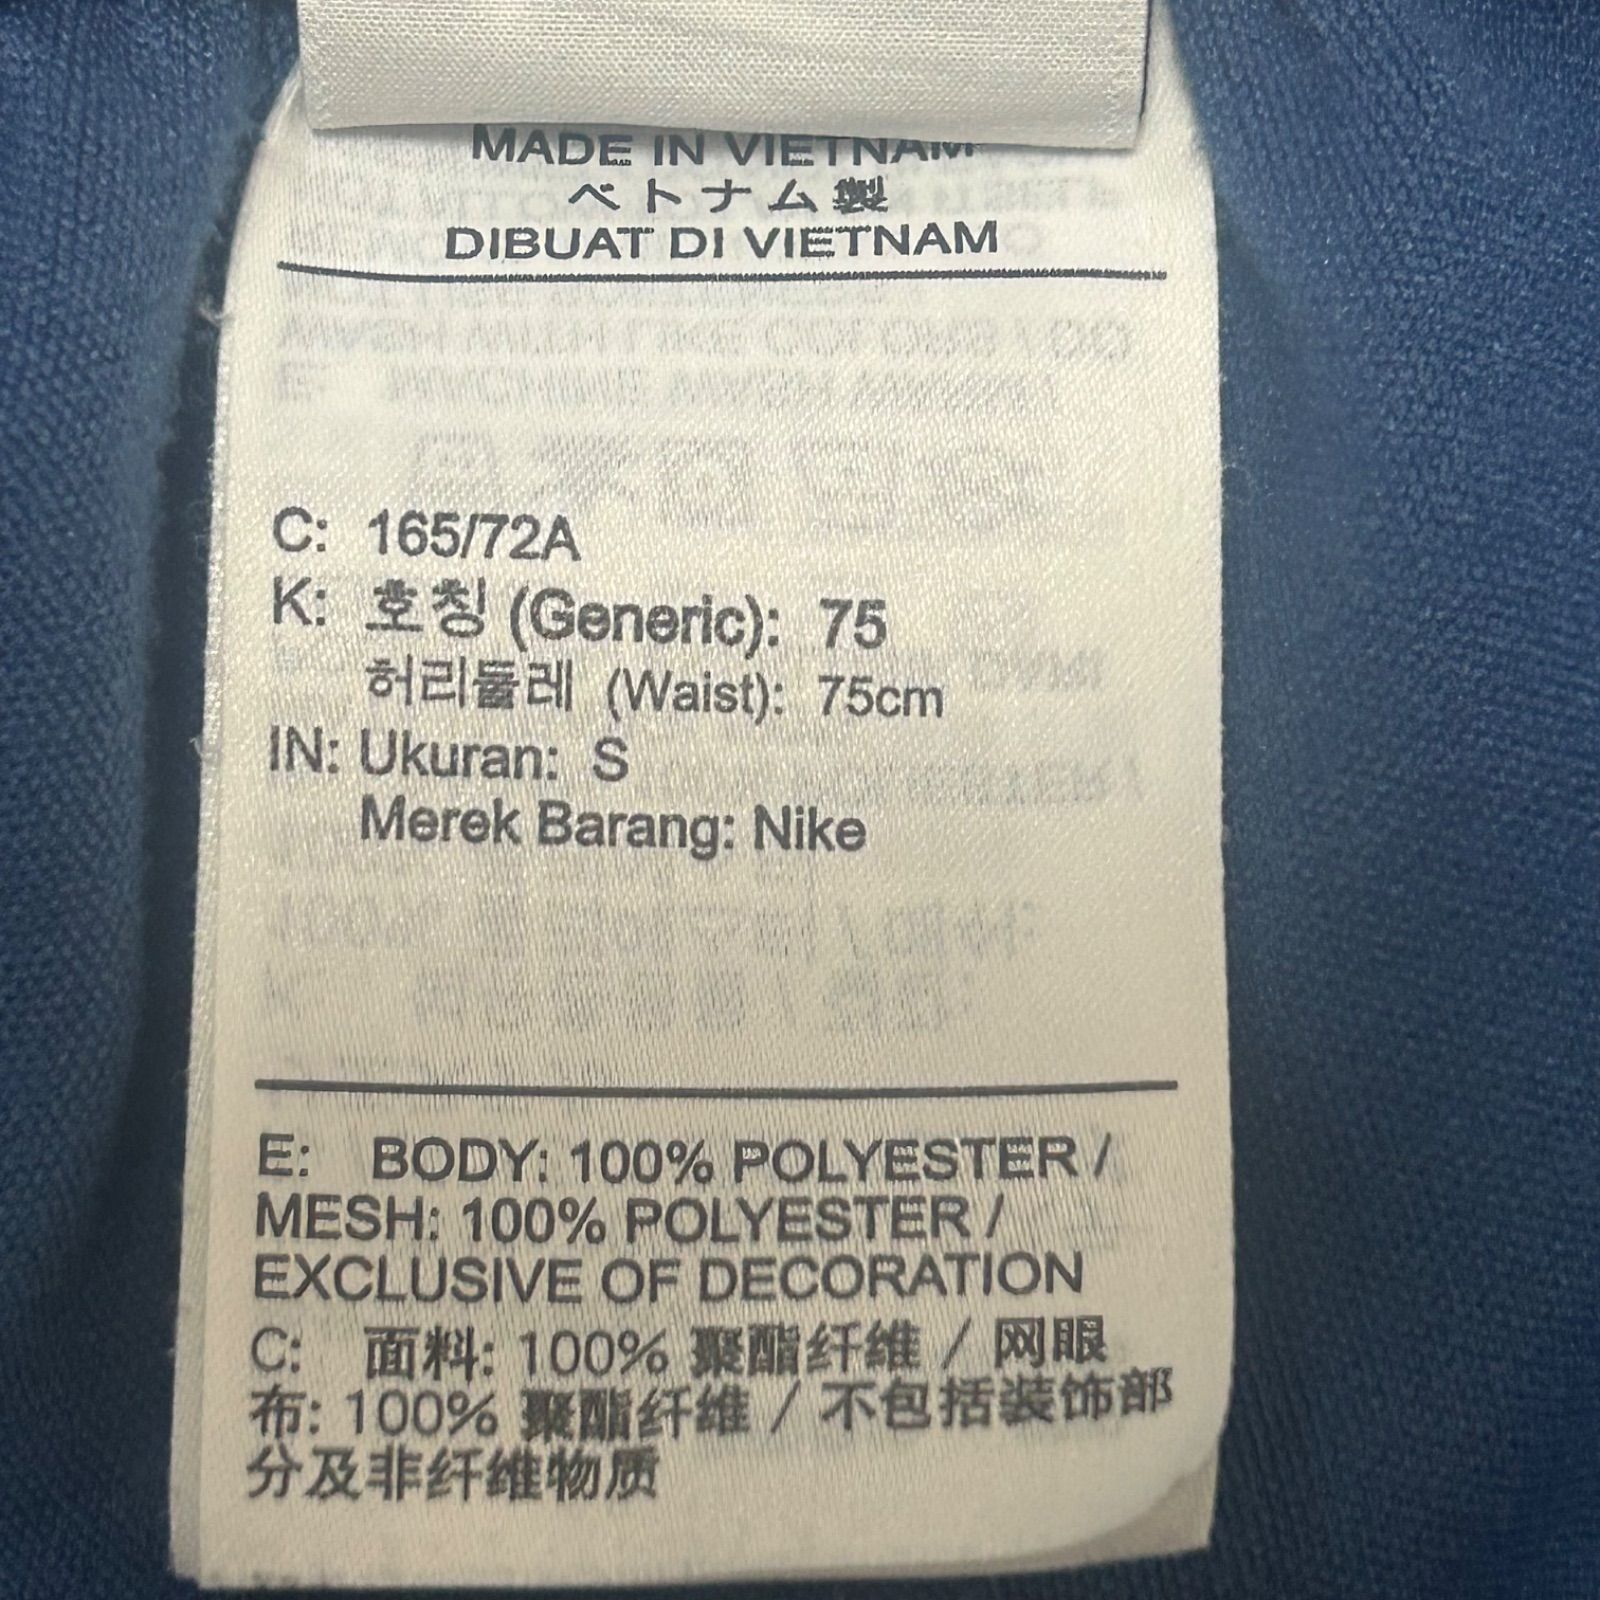 MADE IN VIETNAM
ベトナム製
DIBUAT DI VIETNAM
C: 165/72A
K: 호칭 (Generic): 75
허리둘레 (Waist): 75cm
IN: Ukuran: S
Merek Barang: Nike
E: BODY: 100% POLYESTER /
MESH: 100% POLYESTER /
EXCLUSIVE OF DECORATION
C: 面料: 100% 聚酯纤维 / 网眼
布: 100% 聚酯纤维 / 不包括装饰部
分及非纤维物质